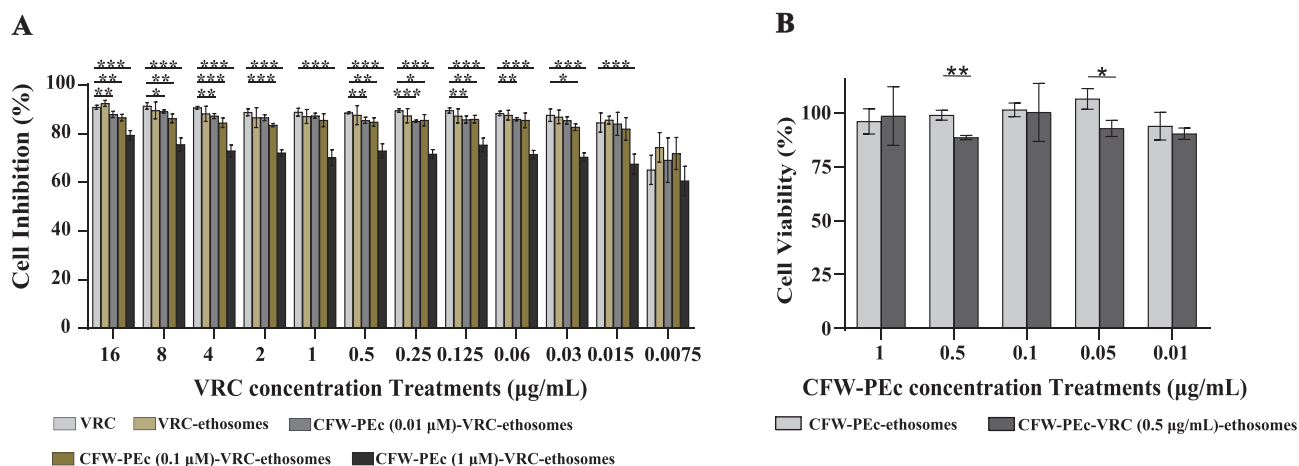 A
Cell Inhibition (%)
100
80
60
40
20
0
*** *** *** *** *** *** *** *** *** *** ***
** ** *** *** ** * ** ** *
** * ** ** *** **
16 8 4 2 1 0.5 0.25 0.125 0.06 0.03 0.015 0.0075
VRC concentration Treatments (µg/mL)
VRC VRC-ethosomes CFW-PEc (0.01 µM)-VRC-ethosomes
CFW-PEc (0.1 µM)-VRC-ethosomes CFW-PEc (1 µM)-VRC-ethosomes
B
Cell Viability (%)
100
75
50
25
0
** *
1 0.5 0.1 0.05 0.01
CFW-PEc concentration Treatments (µg/mL)
CFW-PEc-ethosomes CFW-PEc-VRC (0.5 µg/mL)-ethosomes